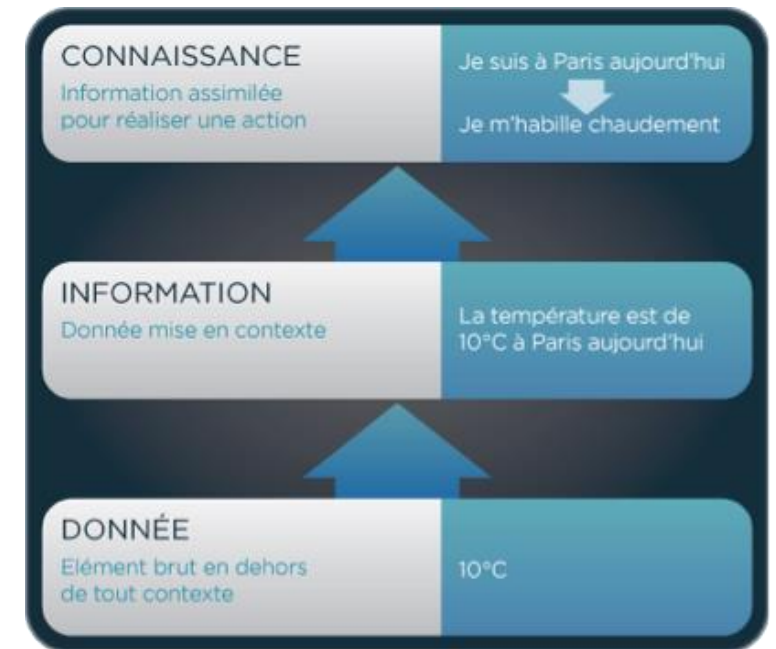 CONNAISSANCE
Information assimilée
pour réaliser une action
Je suis à Paris aujourd'hui
Je m'habille chaudement
INFORMATION
Donnée mise en contexte
La température est de
10°C à Paris aujourd'hui
DONNÉE
Elément brut en dehors
de tout contexte
10°C